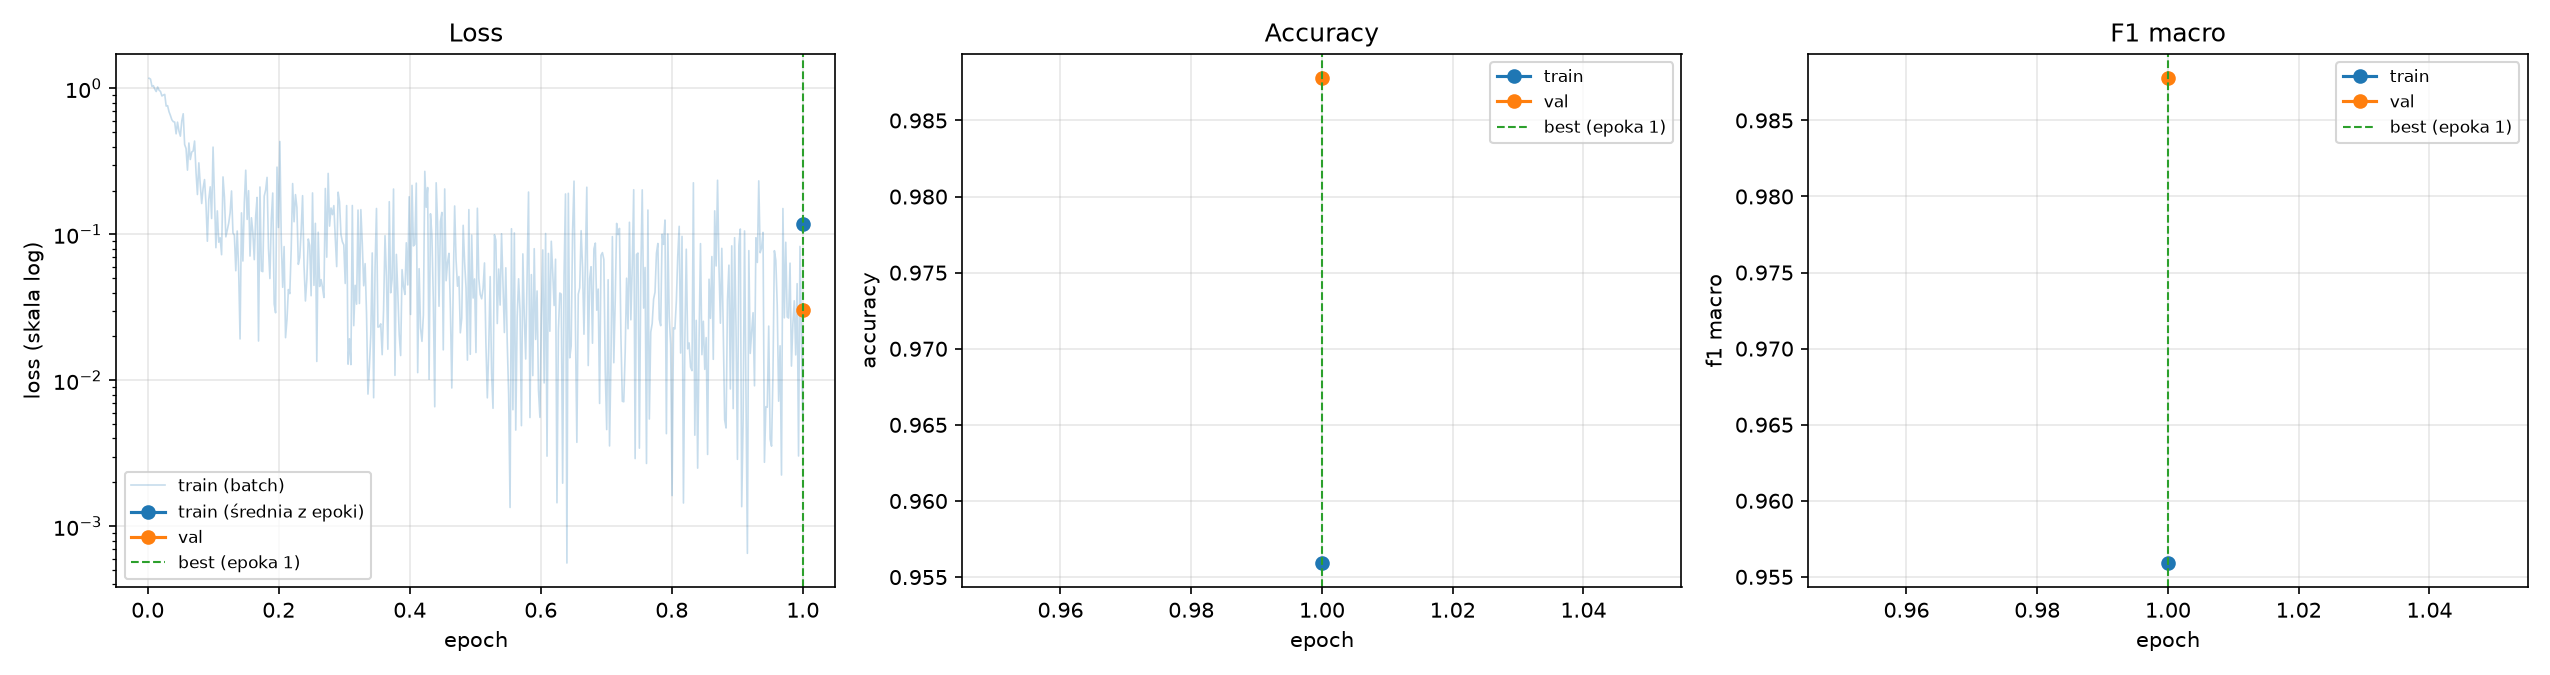 Loss
loss (skala log)
10⁰
10⁻¹
10⁻²
10⁻³
train (batch)
train (średnia z epoki)
val
best (epoka 1)
0.0 0.2 0.4 0.6 0.8 1.0
epoch
Accuracy
accuracy
0.985
0.980
0.975
0.970
0.965
0.960
0.955
train
val
best (epoka 1)
0.96 0.98 1.00 1.02 1.04
epoch
F1 macro
f1 macro
0.985
0.980
0.975
0.970
0.965
0.960
0.955
train
val
best (epoka 1)
0.96 0.98 1.00 1.02 1.04
epoch